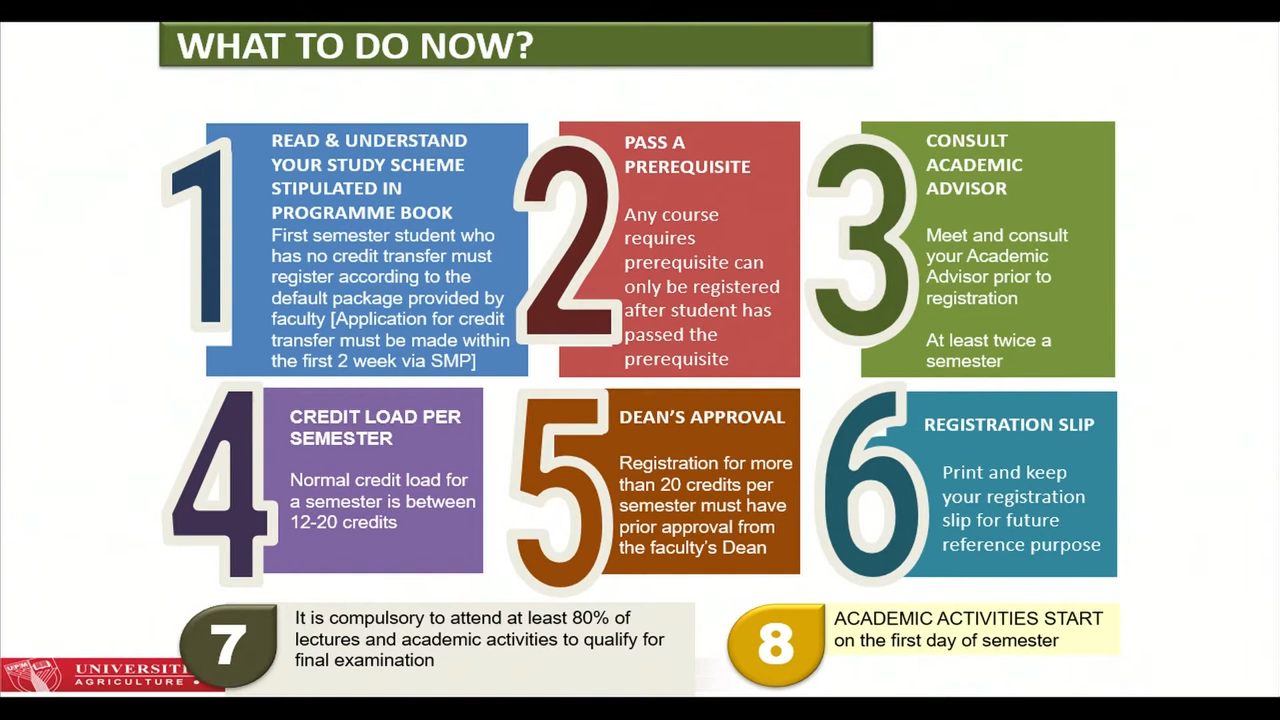 WHAT TO DO NOW?
1
READ & UNDERSTAND
YOUR STUDY SCHEME
STIPULATED IN
PROGRAMME BOOK
First semester student who
has no credit transfer must
register according to the
default package provided by
faculty [Application for credit
transfer must be made within
the first 2 week via SMP]
2
PASS A
PREREQUISITE
Any course
requires
prerequisite can
only be registered
after student has
passed the
prerequisite
3
CONSULT
ACADEMIC
ADVISOR
Meet and consult
your Academic
Advisor prior to
registration
At least twice a
semester
4
CREDIT LOAD PER
SEMESTER
Normal credit load for
a semester is between
12-20 credits
5
DEAN’S APPROVAL
Registration for more
than 20 credits per
semester must have
prior approval from
the faculty’s Dean
6
REGISTRATION SLIP
Print and keep
your registration
slip for future
reference purpose
7
It is compulsory to attend at least 80% of
lectures and academic activities to qualify for
final examination
8
ACADEMIC ACTIVITIES START
on the first day of semester
UPM
UNIVERSITI
AGRICULTURE •